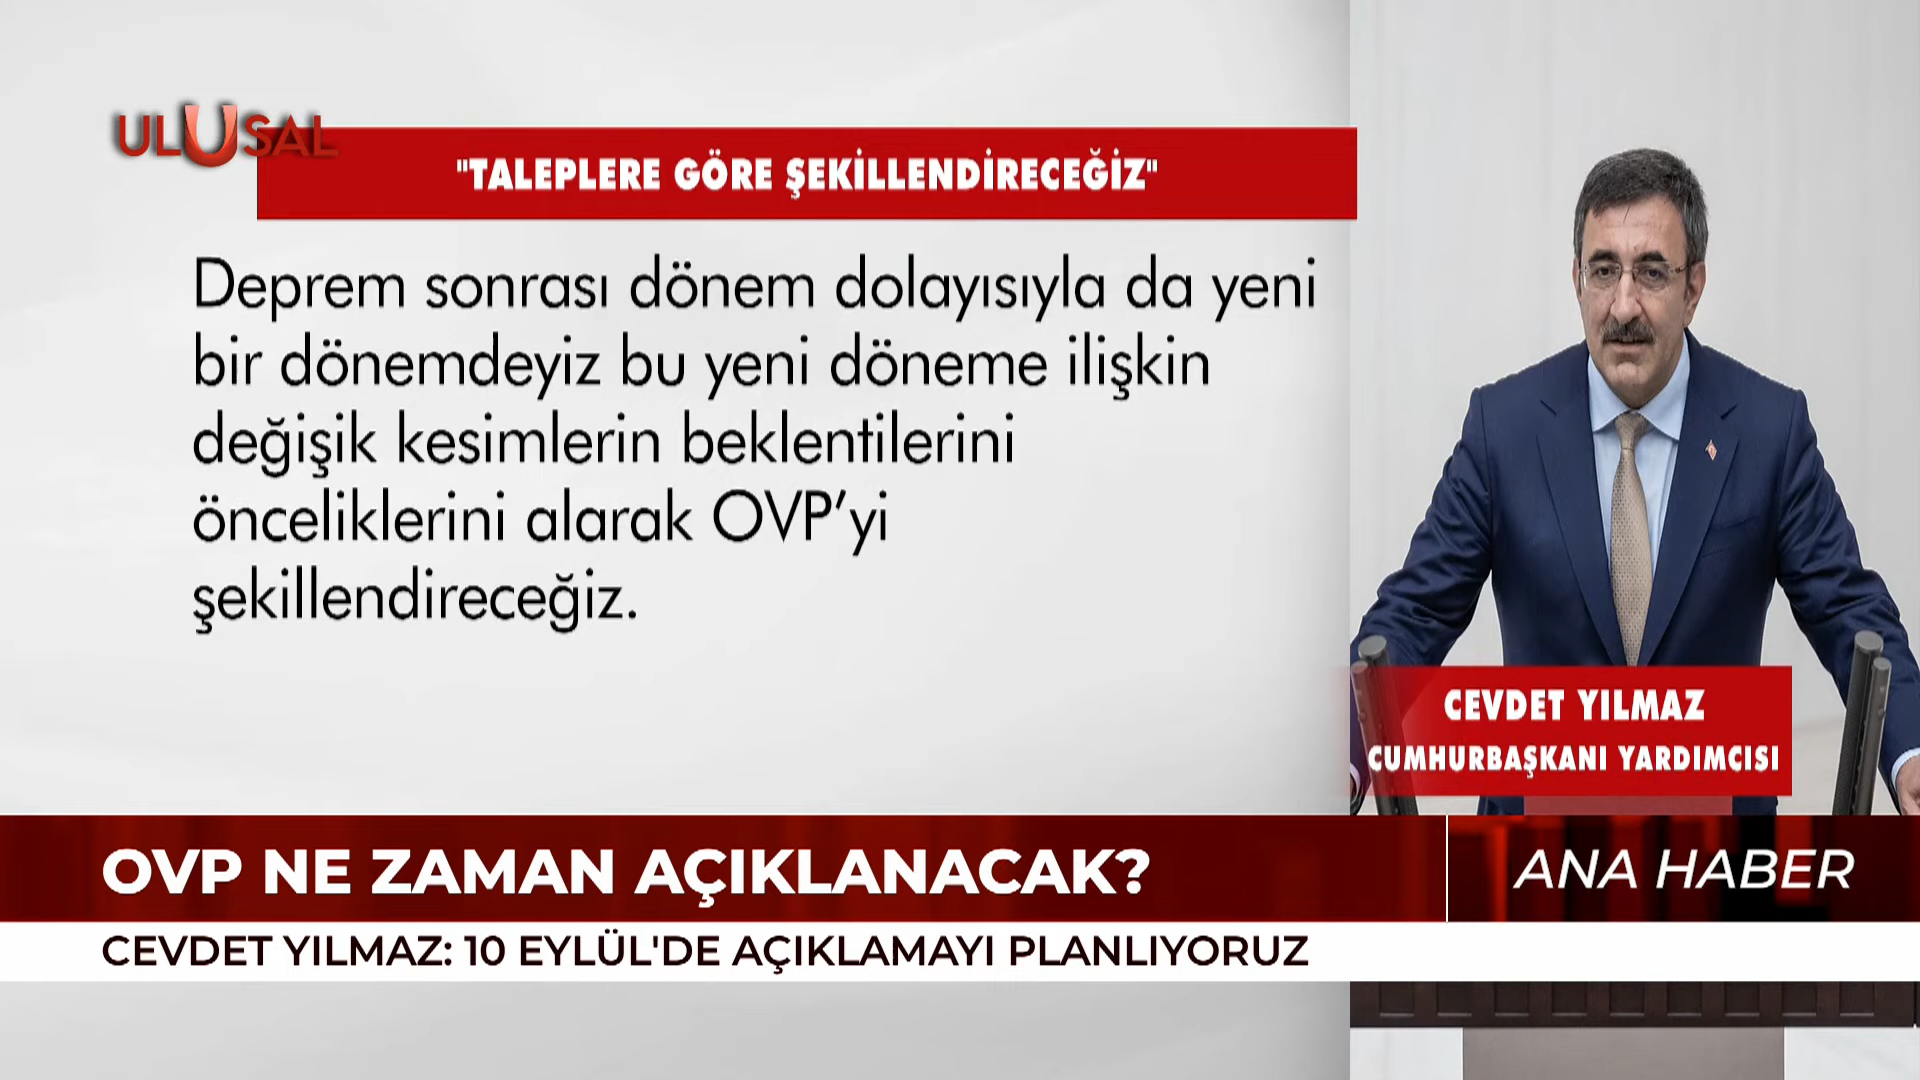 ULUSAL
"TALEPLERE GÖRE ŞEKİLLENDİRECEĞİZ"
Deprem sonrası dönem dolayısıyla da yeni
bir dönemdeyiz bu yeni döneme ilişkin
değişik kesimlerin beklentilerini
önceliklerini alarak OVP’yi
şekillendireceğiz.
CEVDET YILMAZ
CUMHURBAŞKANI YARDIMCISI
OVP NE ZAMAN AÇIKLANACAK?
ANA HABER
CEVDET YILMAZ: 10 EYLÜL'DE AÇIKLAMAYI PLANLIYORUZ